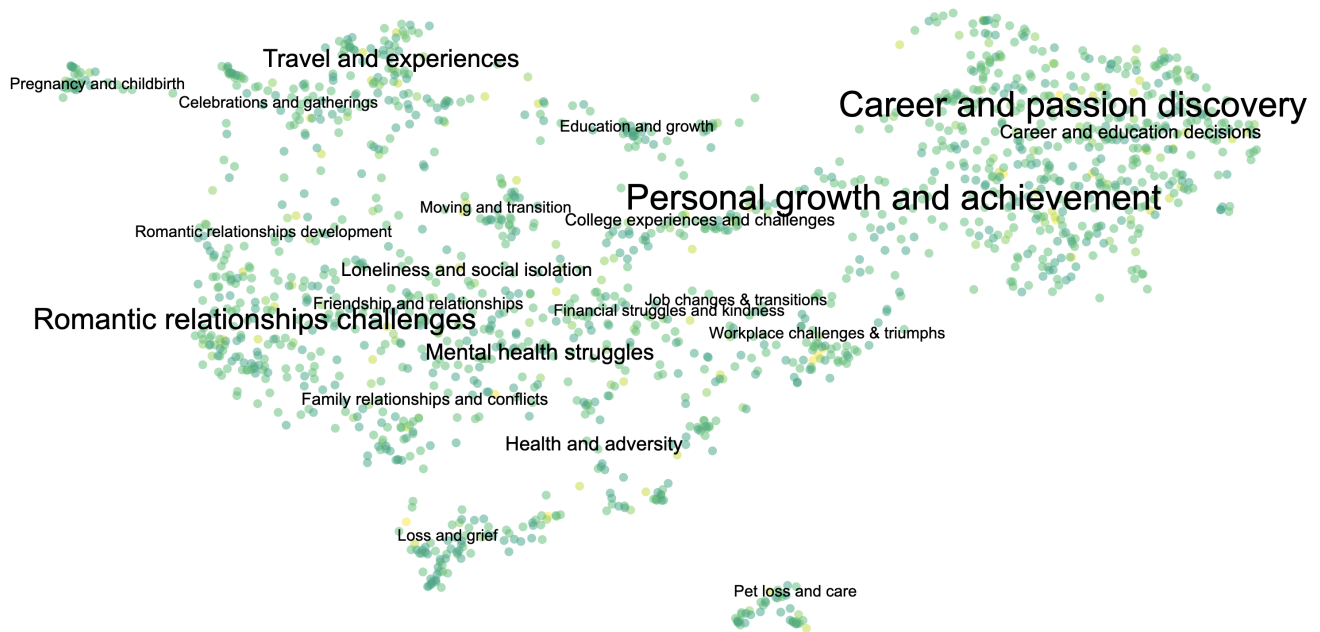 Travel and experiences
Pregnancy and childbirth
Celebrations and gatherings
Career and passion discovery
Education and growth
Career and education decisions
Personal growth and achievement
Moving and transition
College experiences and challenges
Romantic relationships development
Loneliness and social isolation
Friendship and relationships
Job changes & transitions
Financial struggles and kindness
Romantic relationships challenges
Workplace challenges & triumphs
Mental health struggles
Family relationships and conflicts
Health and adversity
Loss and grief
Pet loss and care